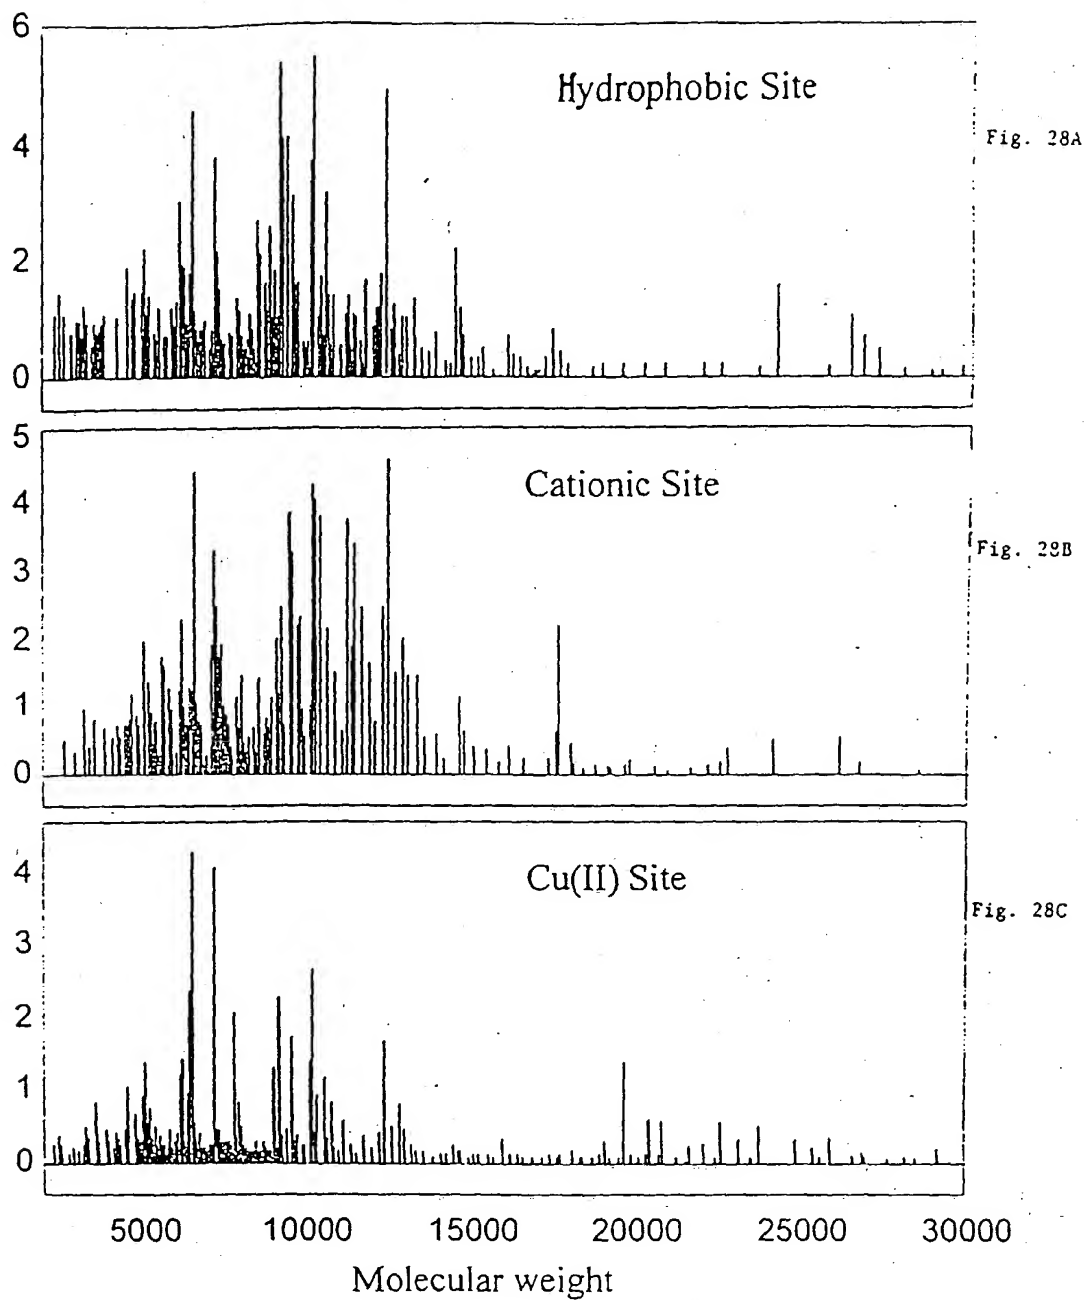 6
Hydrophobic Site
Fig. 28A
4
2
0
5
Cationic Site
4
Fig. 28B
3
2
1
0
4
Cu(II) Site
Fig. 28C
3
2
1
0
5000 10000 15000 20000 25000 30000
Molecular weight